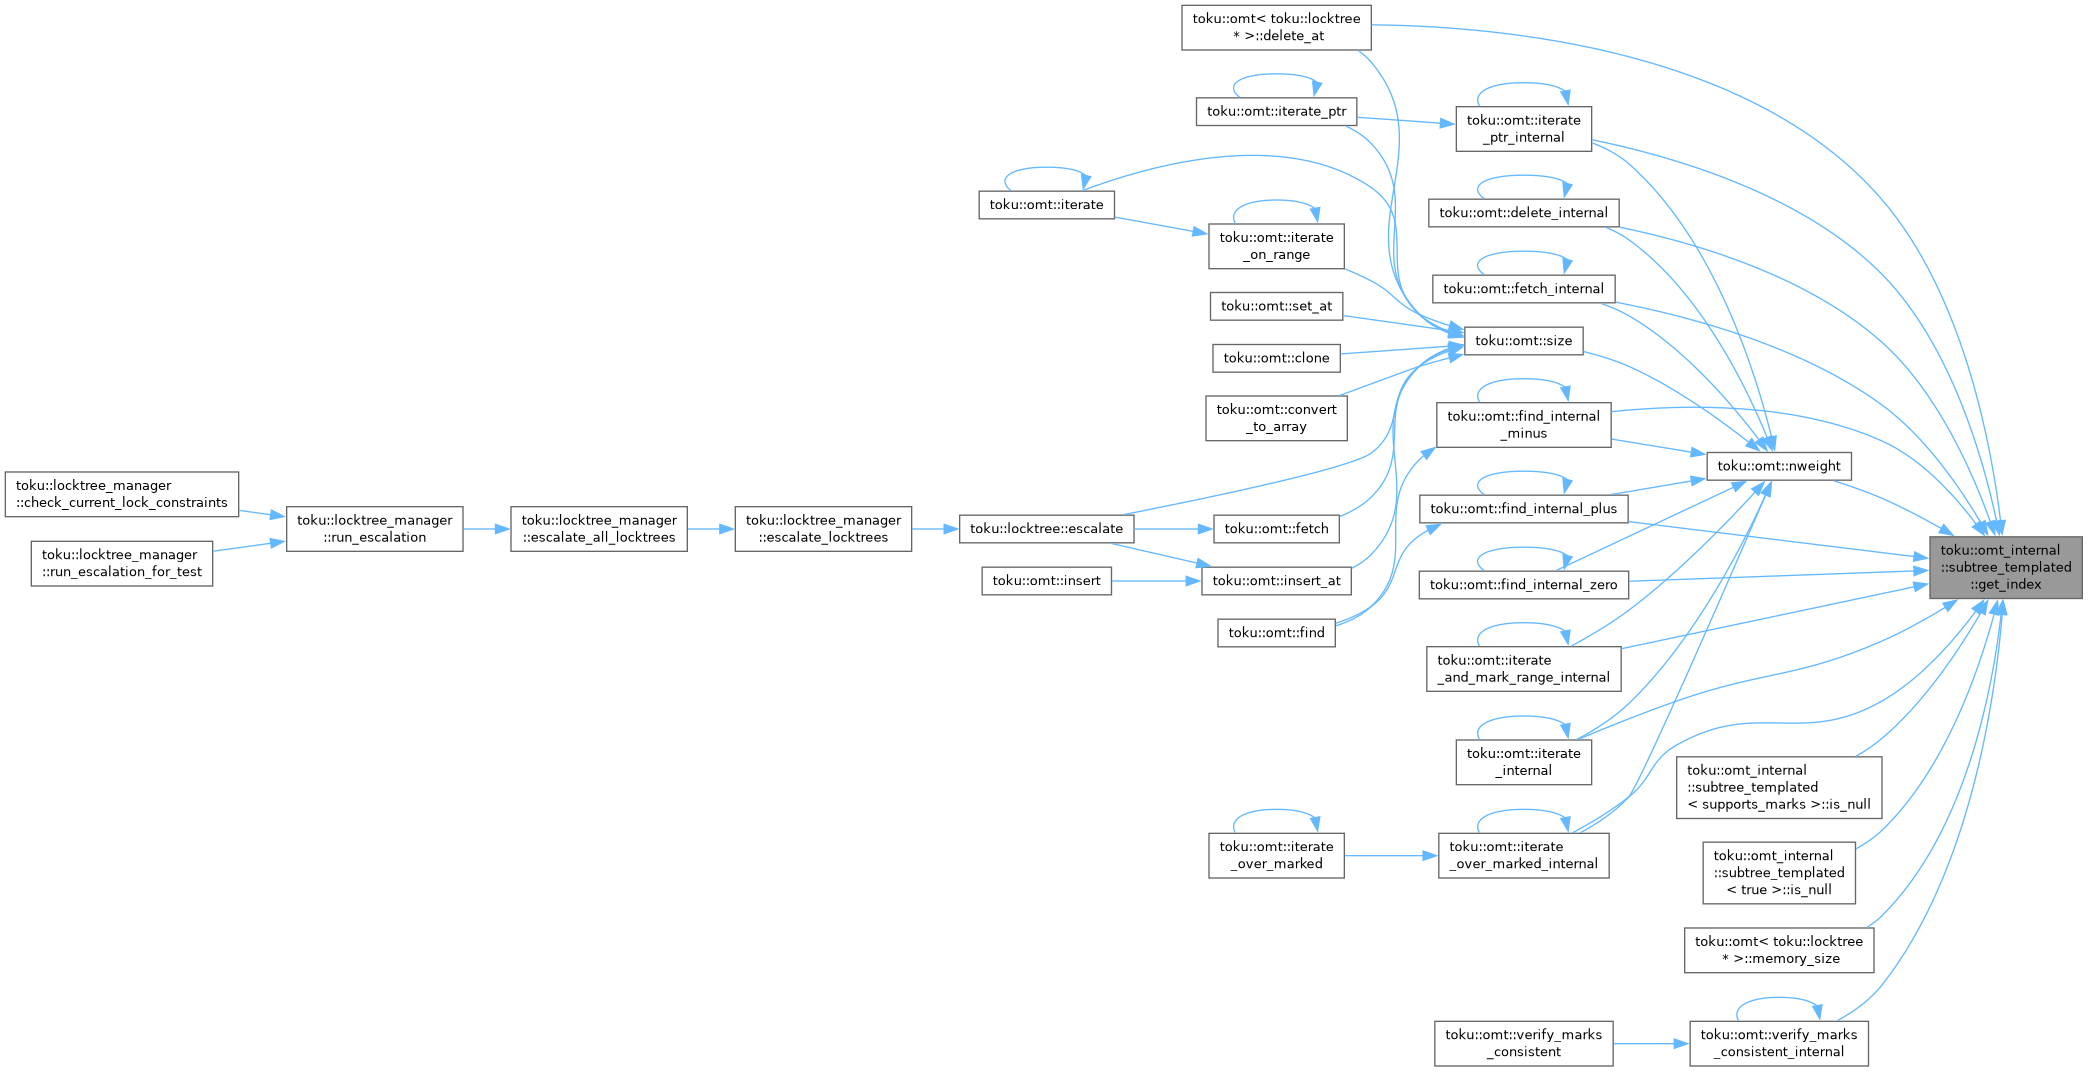 toku::omt< toku::locktree
* >::delete_at
toku::omt::iterate_ptr
toku::omt::iterate
_ptr_internal
toku::omt::iterate
toku::omt::delete_internal
toku::omt::iterate
_on_range
toku::omt::fetch_internal
toku::omt::set_at
toku::omt::size
toku::omt::clone
toku::omt::convert
_to_array
toku::omt::find_internal
_minus
toku::omt::nweight
toku::locktree_manager
::check_current_lock_constraints
toku::locktree_manager
::run_escalation_for_test
toku::locktree_manager
::run_escalation
toku::locktree_manager
::escalate_all_locktrees
toku::locktree_manager
::escalate_locktrees
toku::locktree::escalate
toku::omt::fetch
toku::omt::find_internal_plus
toku::omt_internal
::subtree_templated
::get_index
toku::omt::insert
toku::omt::insert_at
toku::omt::find_internal_zero
toku::omt::find
toku::omt::iterate
_and_mark_range_internal
toku::omt::iterate
_internal
toku::omt_internal
::subtree_templated
< supports_marks >::is_null
toku::omt::iterate
_over_marked
toku::omt::iterate
_over_marked_internal
toku::omt_internal
::subtree_templated
< true >::is_null
toku::omt< toku::locktree
* >::memory_size
toku::omt::verify_marks
_consistent
toku::omt::verify_marks
_consistent_internal